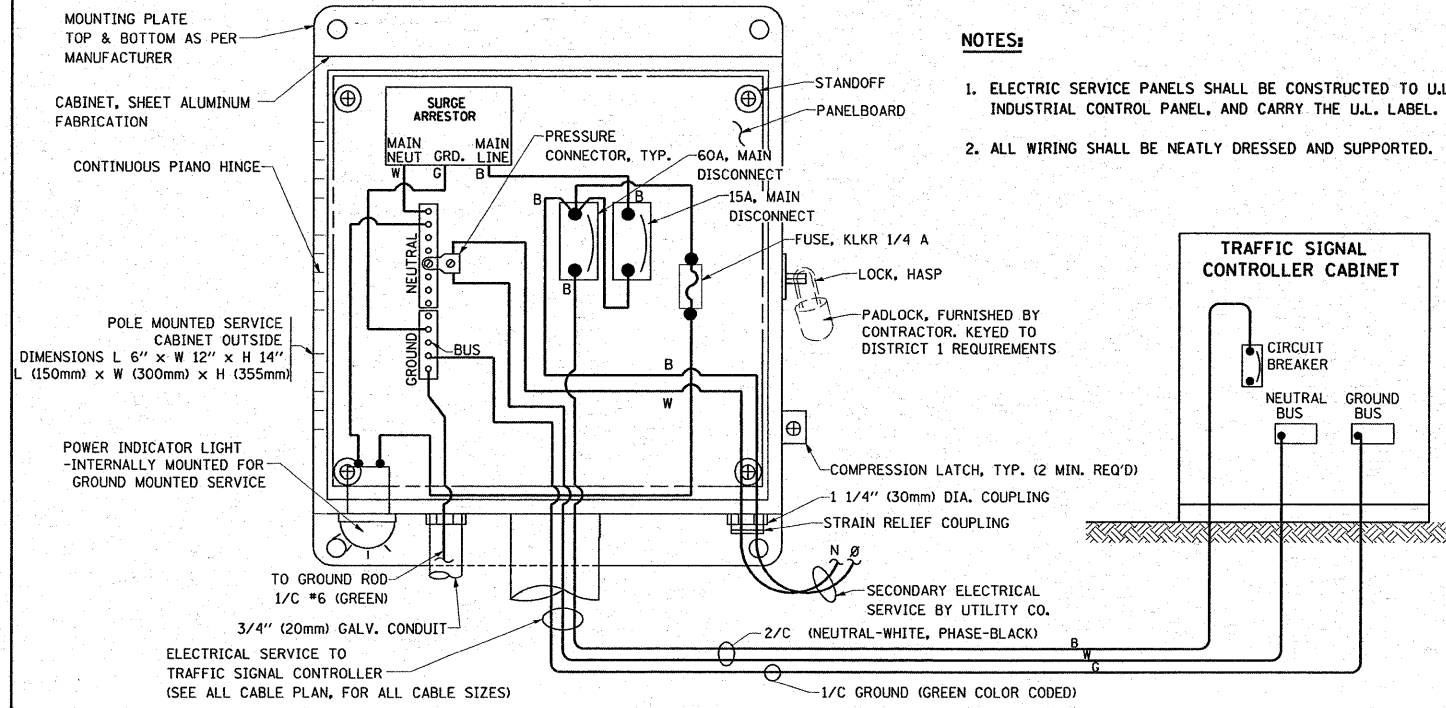 MOUNTING PLATE
TOP & BOTTOM AS PER
MANUFACTURER
CABINET, SHEET ALUMINUM
FABRICATION
CONTINUOUS PIANO HINGE
POLE MOUNTED SERVICE
CABINET OUTSIDE
DIMENSIONS L 6" x W 12" x H 14"
L (150mm) x W (300mm) x H (355mm)
POWER INDICATOR LIGHT
-INTERNALLY MOUNTED FOR
GROUND MOUNTED SERVICE
SURGE
ARRESTOR
MAIN
NEUT
GRD.
MAIN
LINE
W
G
B
PRESSURE
CONNECTOR, TYP.
NEUTRAL
GROUND
BUS
B
B
B
B
W
STANDOFF
PANELBOARD
60A, MAIN
DISCONNECT
15A, MAIN
DISCONNECT
FUSE, KLKR 1/4 A
LOCK, HASP
PADLOCK, FURNISHED BY
CONTRACTOR. KEYED TO
DISTRICT 1 REQUIREMENTS
COMPRESSION LATCH, TYP. (2 MIN. REQ'D)
1 1/4" (30mm) DIA. COUPLING
STRAIN RELIEF COUPLING
N Ø
SECONDARY ELECTRICAL
SERVICE BY UTILITY CO.
TO GROUND ROD
1/C #6 (GREEN)
3/4" (20mm) GALV. CONDUIT
ELECTRICAL SERVICE TO
TRAFFIC SIGNAL CONTROLLER
(SEE ALL CABLE PLAN, FOR ALL CABLE SIZES)
2/C (NEUTRAL-WHITE, PHASE-BLACK)
B
W
G
1/C GROUND (GREEN COLOR CODED)
NOTES:
1. ELECTRIC SERVICE PANELS SHALL BE CONSTRUCTED TO U.L
INDUSTRIAL CONTROL PANEL, AND CARRY THE U.L. LABEL.
2. ALL WIRING SHALL BE NEATLY DRESSED AND SUPPORTED.
TRAFFIC SIGNAL
CONTROLLER CABINET
CIRCUIT
BREAKER
NEUTRAL
BUS
GROUND
BUS